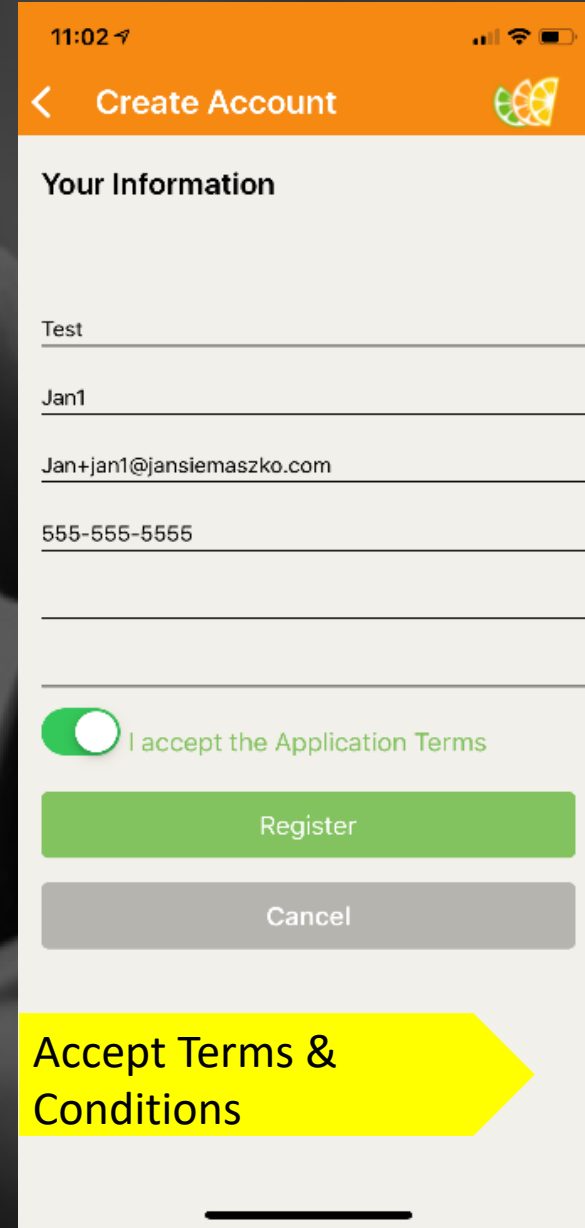 11:02
Create Account
Your Information
Test
Jan1
Jan+jan1@jansiemaszko.com
555-555-5555
I accept the Application Terms
Register
Cancel
Accept Terms &
Conditions